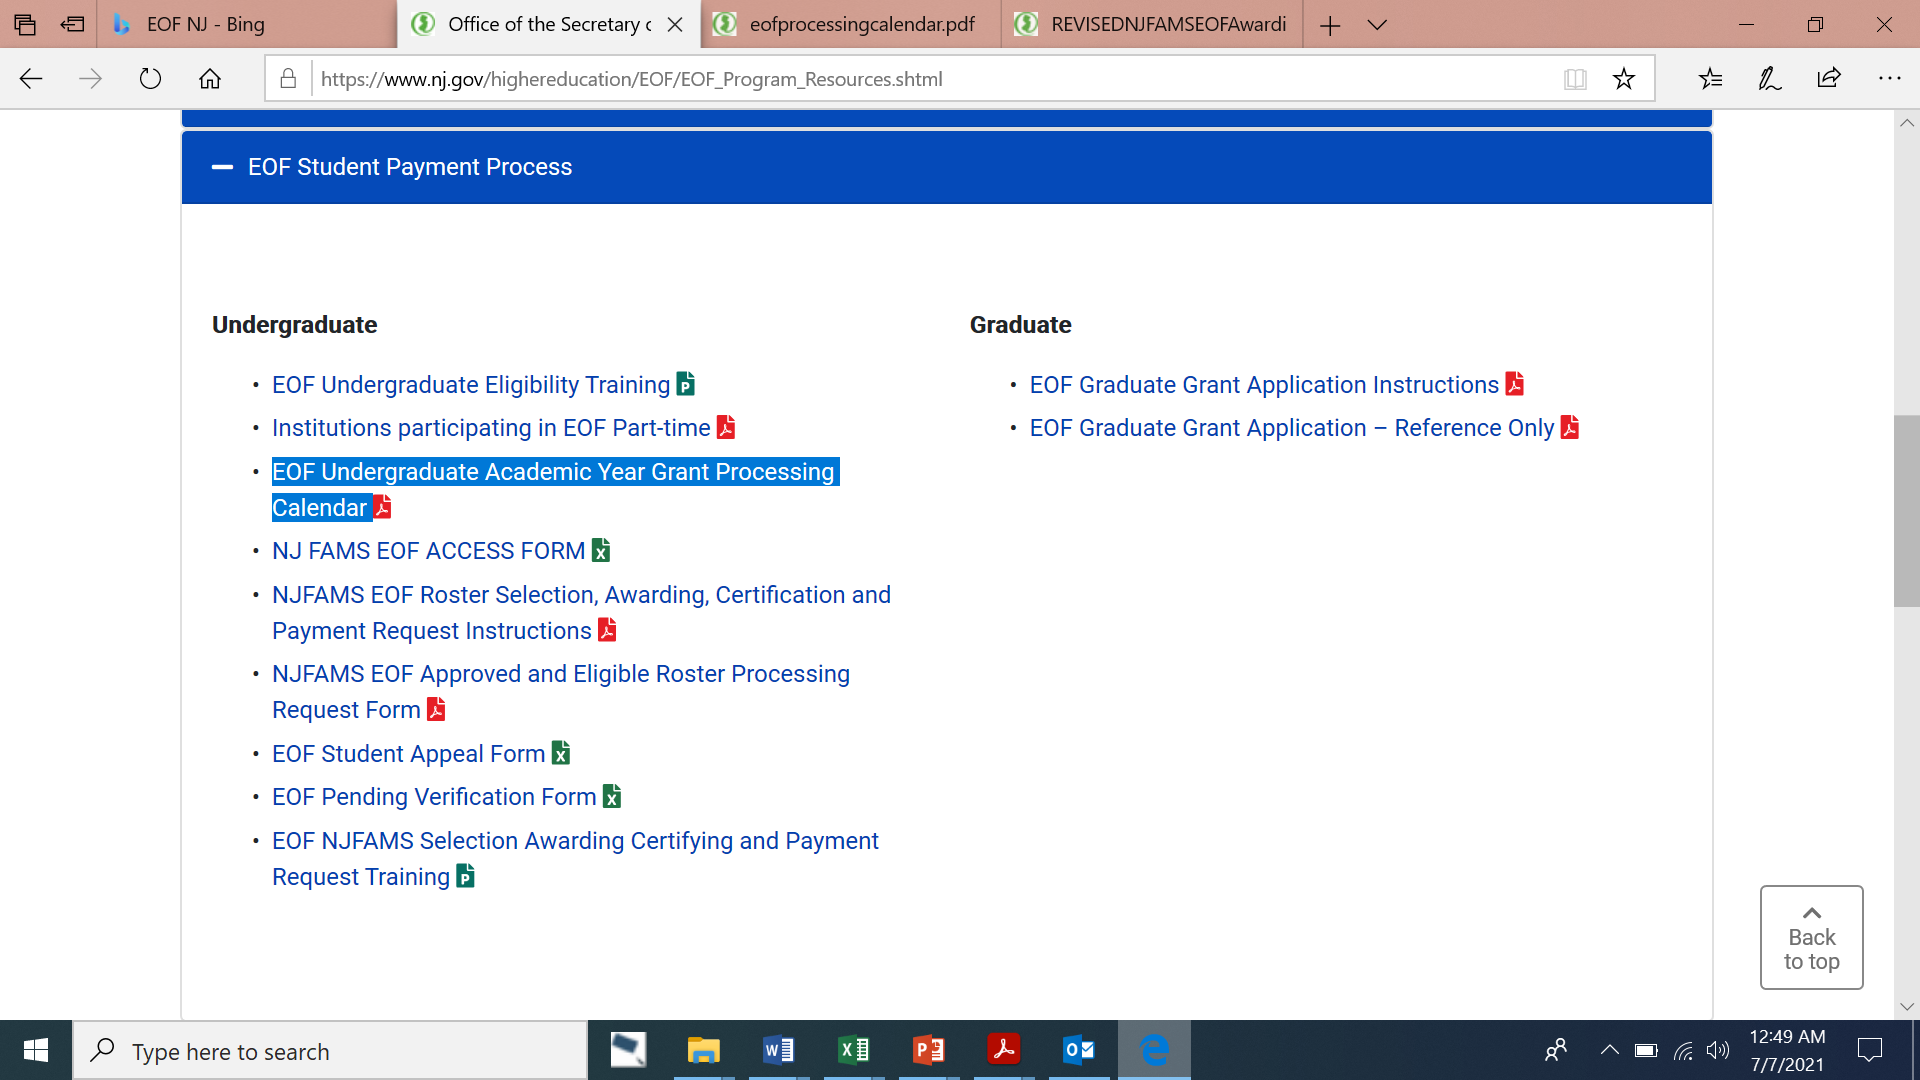 EOF NJ - Bing
Office of the Secretary c
eofprocessingcalendar.pdf
REVISEDNJFAMSEOFAwardi
https://www.nj.gov/highereducation/EOF/EOF_Program_Resources.shtml
EOF Student Payment Process
Undergraduate
• EOF Undergraduate Eligibility Training
• Institutions participating in EOF Part-time
• EOF Undergraduate Academic Year Grant Processing
Calendar
• NJ FAMS EOF ACCESS FORM
• NJFAMS EOF Roster Selection, Awarding, Certification and
Payment Request Instructions
• NJFAMS EOF Approved and Eligible Roster Processing
Request Form
• EOF Student Appeal Form
• EOF Pending Verification Form
• EOF NJFAMS Selection Awarding Certifying and Payment
Request Training
Graduate
• EOF Graduate Grant Application Instructions
• EOF Graduate Grant Application – Reference Only
Back
to top
Type here to search
12:49 AM
7/7/2021